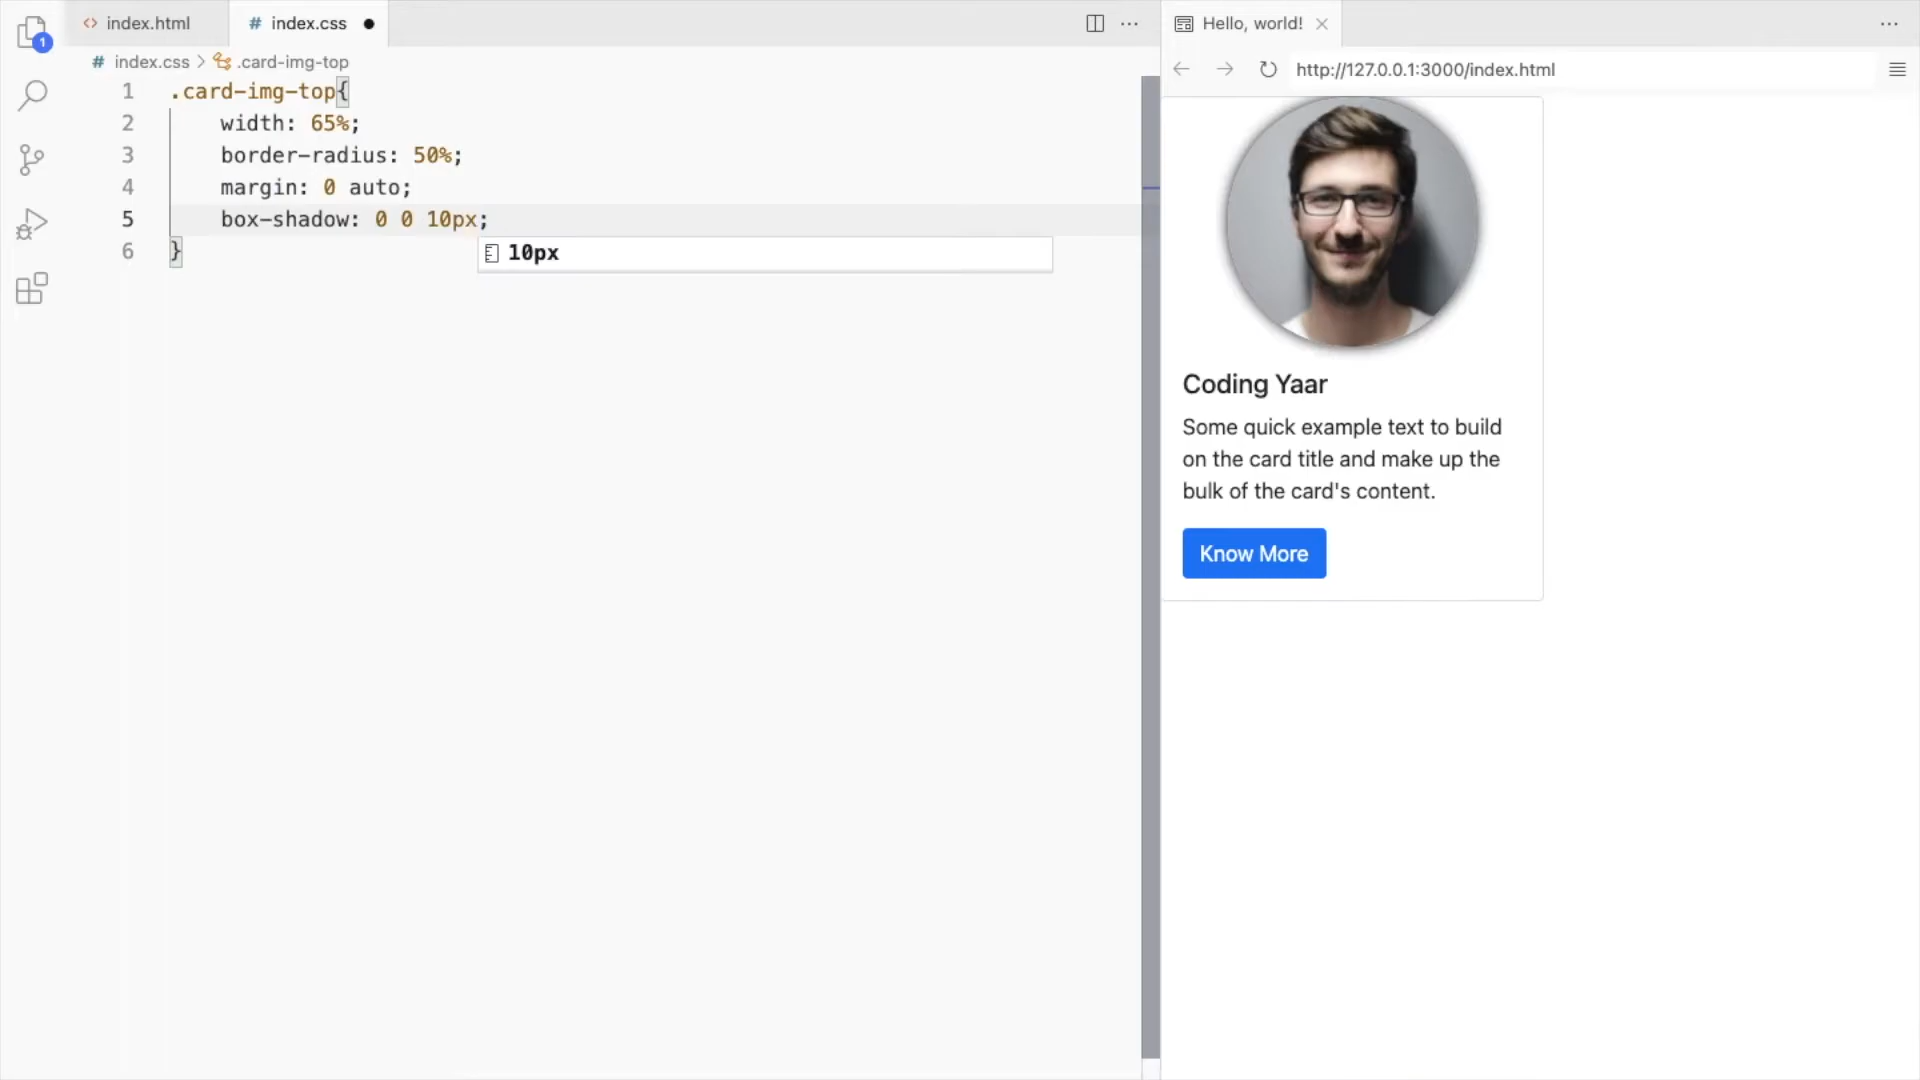 index.html
index.css
1
index.css > .card-img-top
1 .card-img-top{
2 width: 65%;
3 border-radius: 50%;
4 margin: 0 auto;
5 box-shadow: 0 0 10px;
6 }
10px
Hello, world!
http://127.0.0.1:3000/index.html
Coding Yaar
Some quick example text to build
on the card title and make up the
bulk of the card's content.
Know More